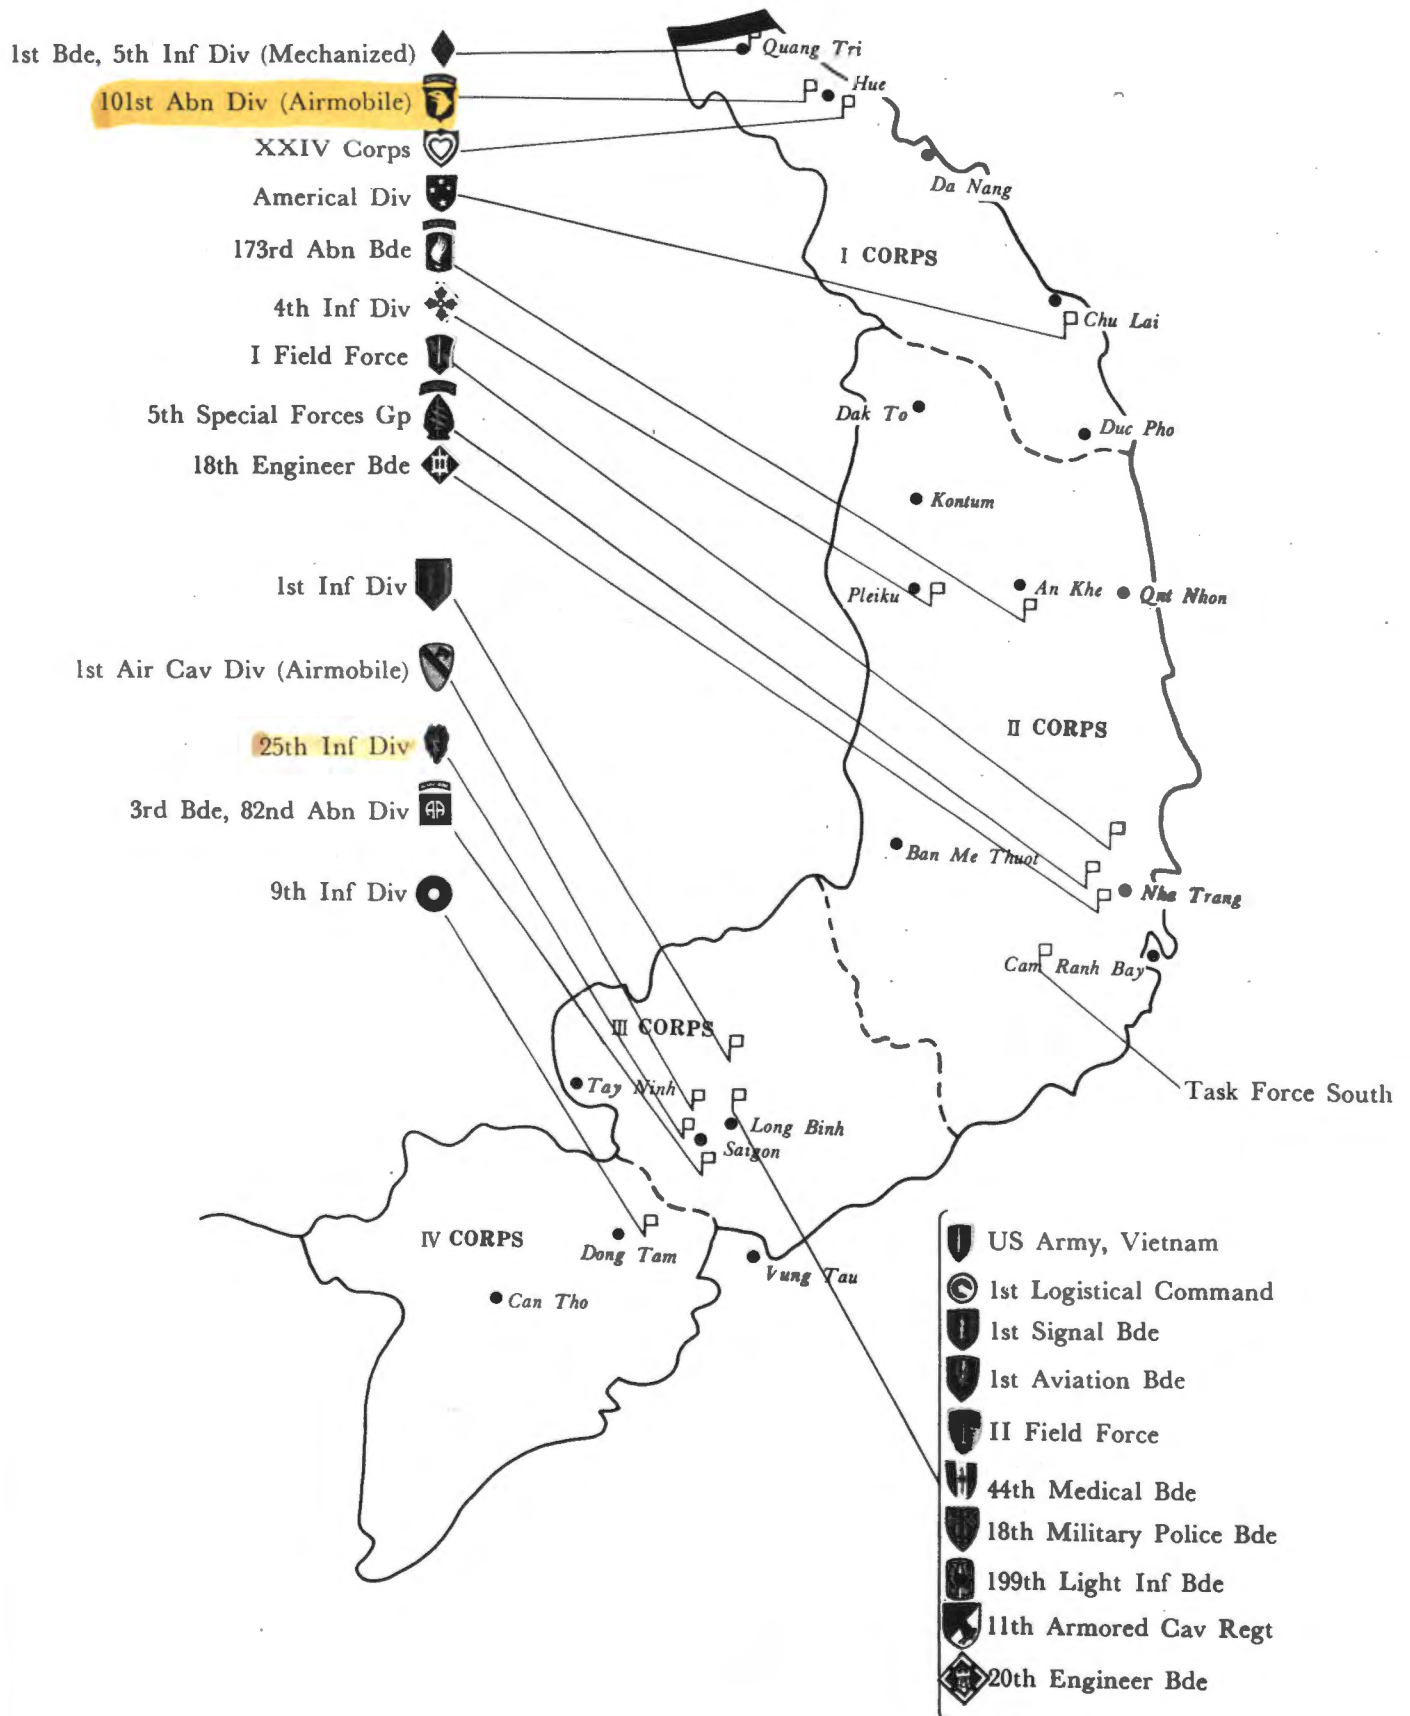 1st Bde, 5th Inf Div (Mechanized)
101st Abn Div (Airmobile)
XXIV Corps
Americal Div
173rd Abn Bde
4th Inf Div
I Field Force
5th Special Forces Gp
18th Engineer Bde
1st Inf Div
1st Air Cav Div (Airmobile)
25th Inf Div
3rd Bde, 82nd Abn Div
AA
9th Inf Div
Quang Tri
Hue
Da Nang
I CORPS
Chu Lai
Dak To
Duc Pho
Kontum
Pleiku
An Khe
Qnt Nhon
II CORPS
Ban Me Thuot
Nha Trang
Cam Ranh Bay
III CORPS
Tay Ninh
Long Binh
Saigon
Task Force South
IV CORPS
Dong Tam
Vung Tau
Can Tho
US Army, Vietnam
1st Logistical Command
1st Signal Bde
1st Aviation Bde
II Field Force
44th Medical Bde
18th Military Police Bde
199th Light Inf Bde
11th Armored Cav Regt
20th Engineer Bde